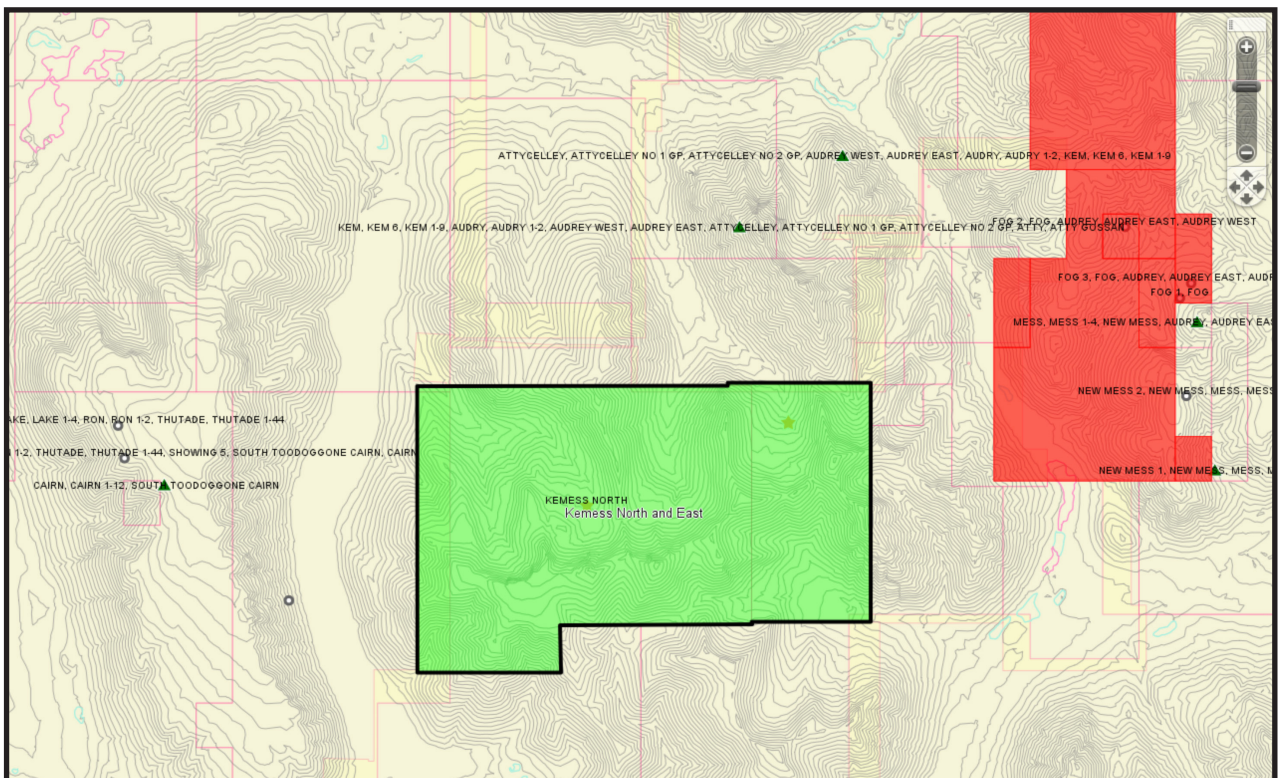 ATTYCELLEY, ATTYCELLEY NO 1 GP, ATTYCELLEY NO 2 GP, AUDREY WEST, AUDREY EAST, AUDRY, AUDRY 1-2, KEM, KEM 6, KEM 1-9
FOG 2, FOG, AUDREY, AUDREY EAST, AUDREY WEST
KEM, KEM 6, KEM 1-9, AUDRY, AUDRY 1-2, AUDREY WEST, AUDREY EAST, ATTYCELLEY, ATTYCELLEY NO 1 GP, ATTYCELLEY NO 2 GP, ATTY, ATTY GOSSAN
FOG 3, FOG, AUDREY, AUDREY EAST, AUDR
FOG 1, FOG
MESS, MESS 1-4, NEW MESS, AUDREY, AUDREY EAS
NEW MESS 2, NEW MESS, MESS, MESS
AKE, LAKE 1-4, RON, RON 1-2, THUTADE, THUTADE 1-44
1-2, THUTADE, THUTADE 1-44, SHOWING 5, SOUTH TOODOGGONE CAIRN, CAIRN
NEW MESS 1, NEW MESS, MESS, M
CAIRN, CAIRN 1-12, SOUTH TOODOGGONE CAIRN
KEMESS NORTH
Kemess North and East